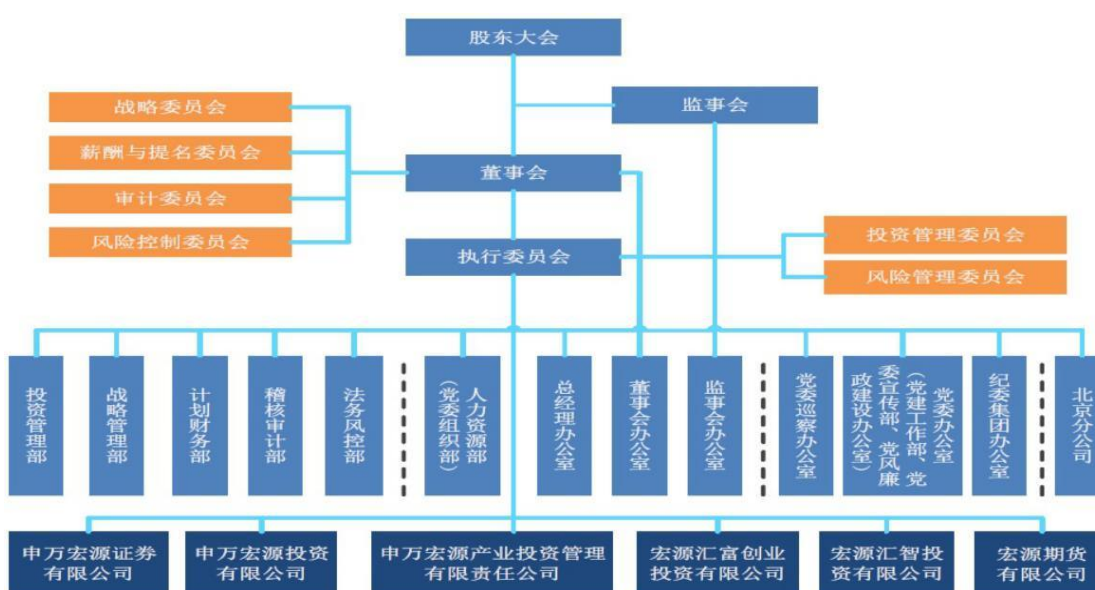 股东大会
监事会
战略委员会
薪酬与提名委员会
审计委员会
风险控制委员会
董事会
执行委员会
投资管理委员会
风险管理委员会
投资管理部
战略管理部
计划财务部
稽核审计部
法务风控部
人力资源部
（党委组织部）
总经理办公室
董事会办公室
监事会办公室
党委巡察办公室
党委办公室
（党建工作部、党
委宣传部、党风廉
政建设办公室）
纪委集团办公室
北京分公司
申万宏源证券
有限公司
申万宏源投资
有限公司
申万宏源产业投资管理
有限责任公司
宏源汇富创业
投资有限公司
宏源汇智投
资有限公司
宏源期货
有限公司